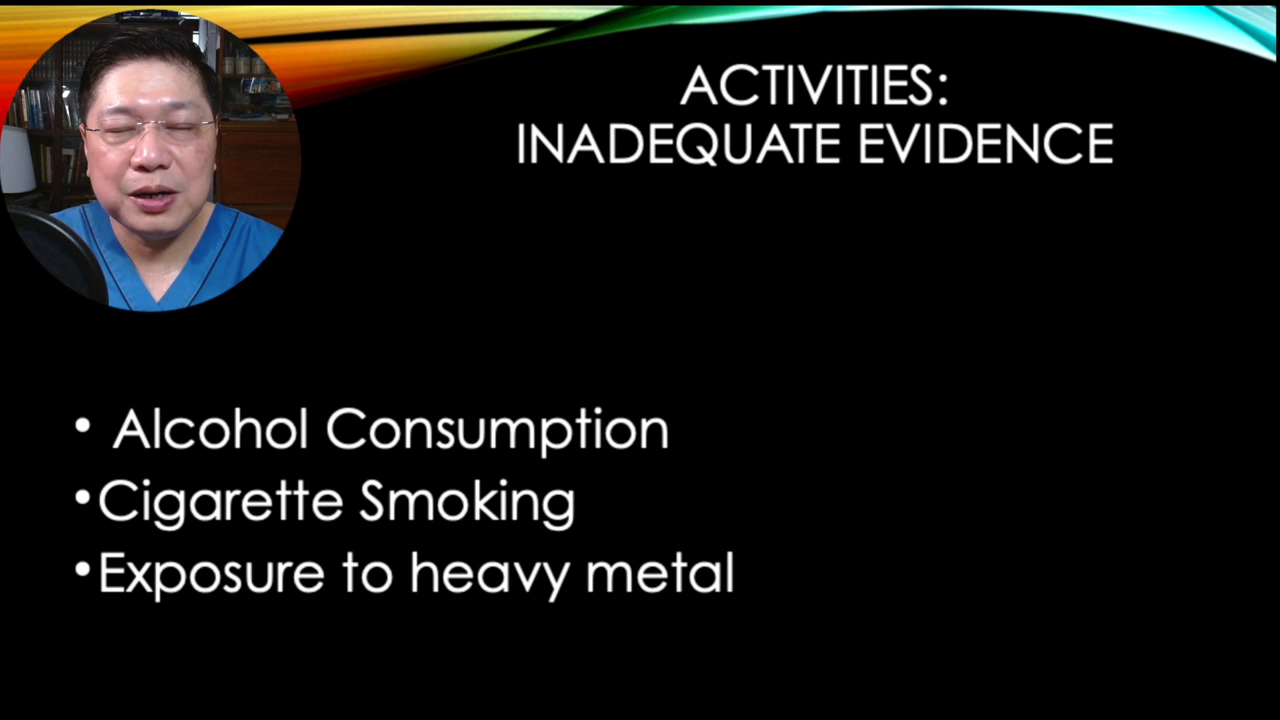 ACTIVITIES:
INADEQUATE EVIDENCE
• Alcohol Consumption
• Cigarette Smoking
• Exposure to heavy metal